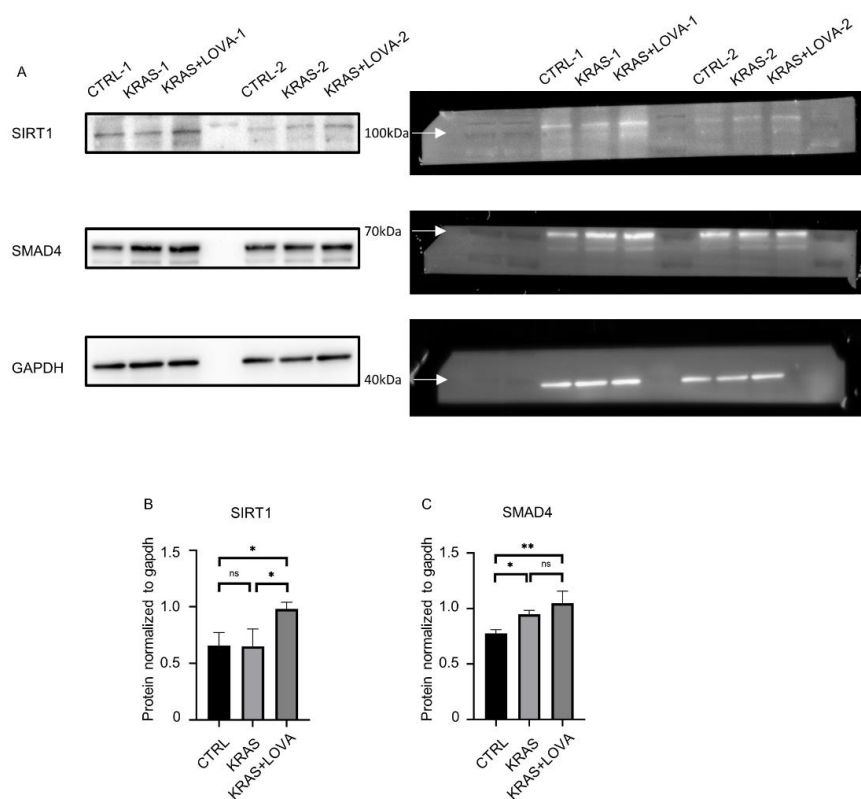 A
CTRL-1 KRAS-1 KRAS+LOVA-1 CTRL-2 KRAS-2 KRAS+LOVA-2
CTRL-1 KRAS-1 KRAS+LOVA-1 CTRL-2 KRAS-2 KRAS+LOVA-2
SIRT1
100kDa
SMAD4
70kDa
GAPDH
40kDa
B
SIRT1
Protein normalized to gapdh
1.5
1.0
0.5
0
*
ns *
CTRL KRAS KRAS+LOVA
C
SMAD4
Protein normalized to gapdh
1.5
1.0
0.5
0
**
* ns
CTRL KRAS KRAS+LOVA